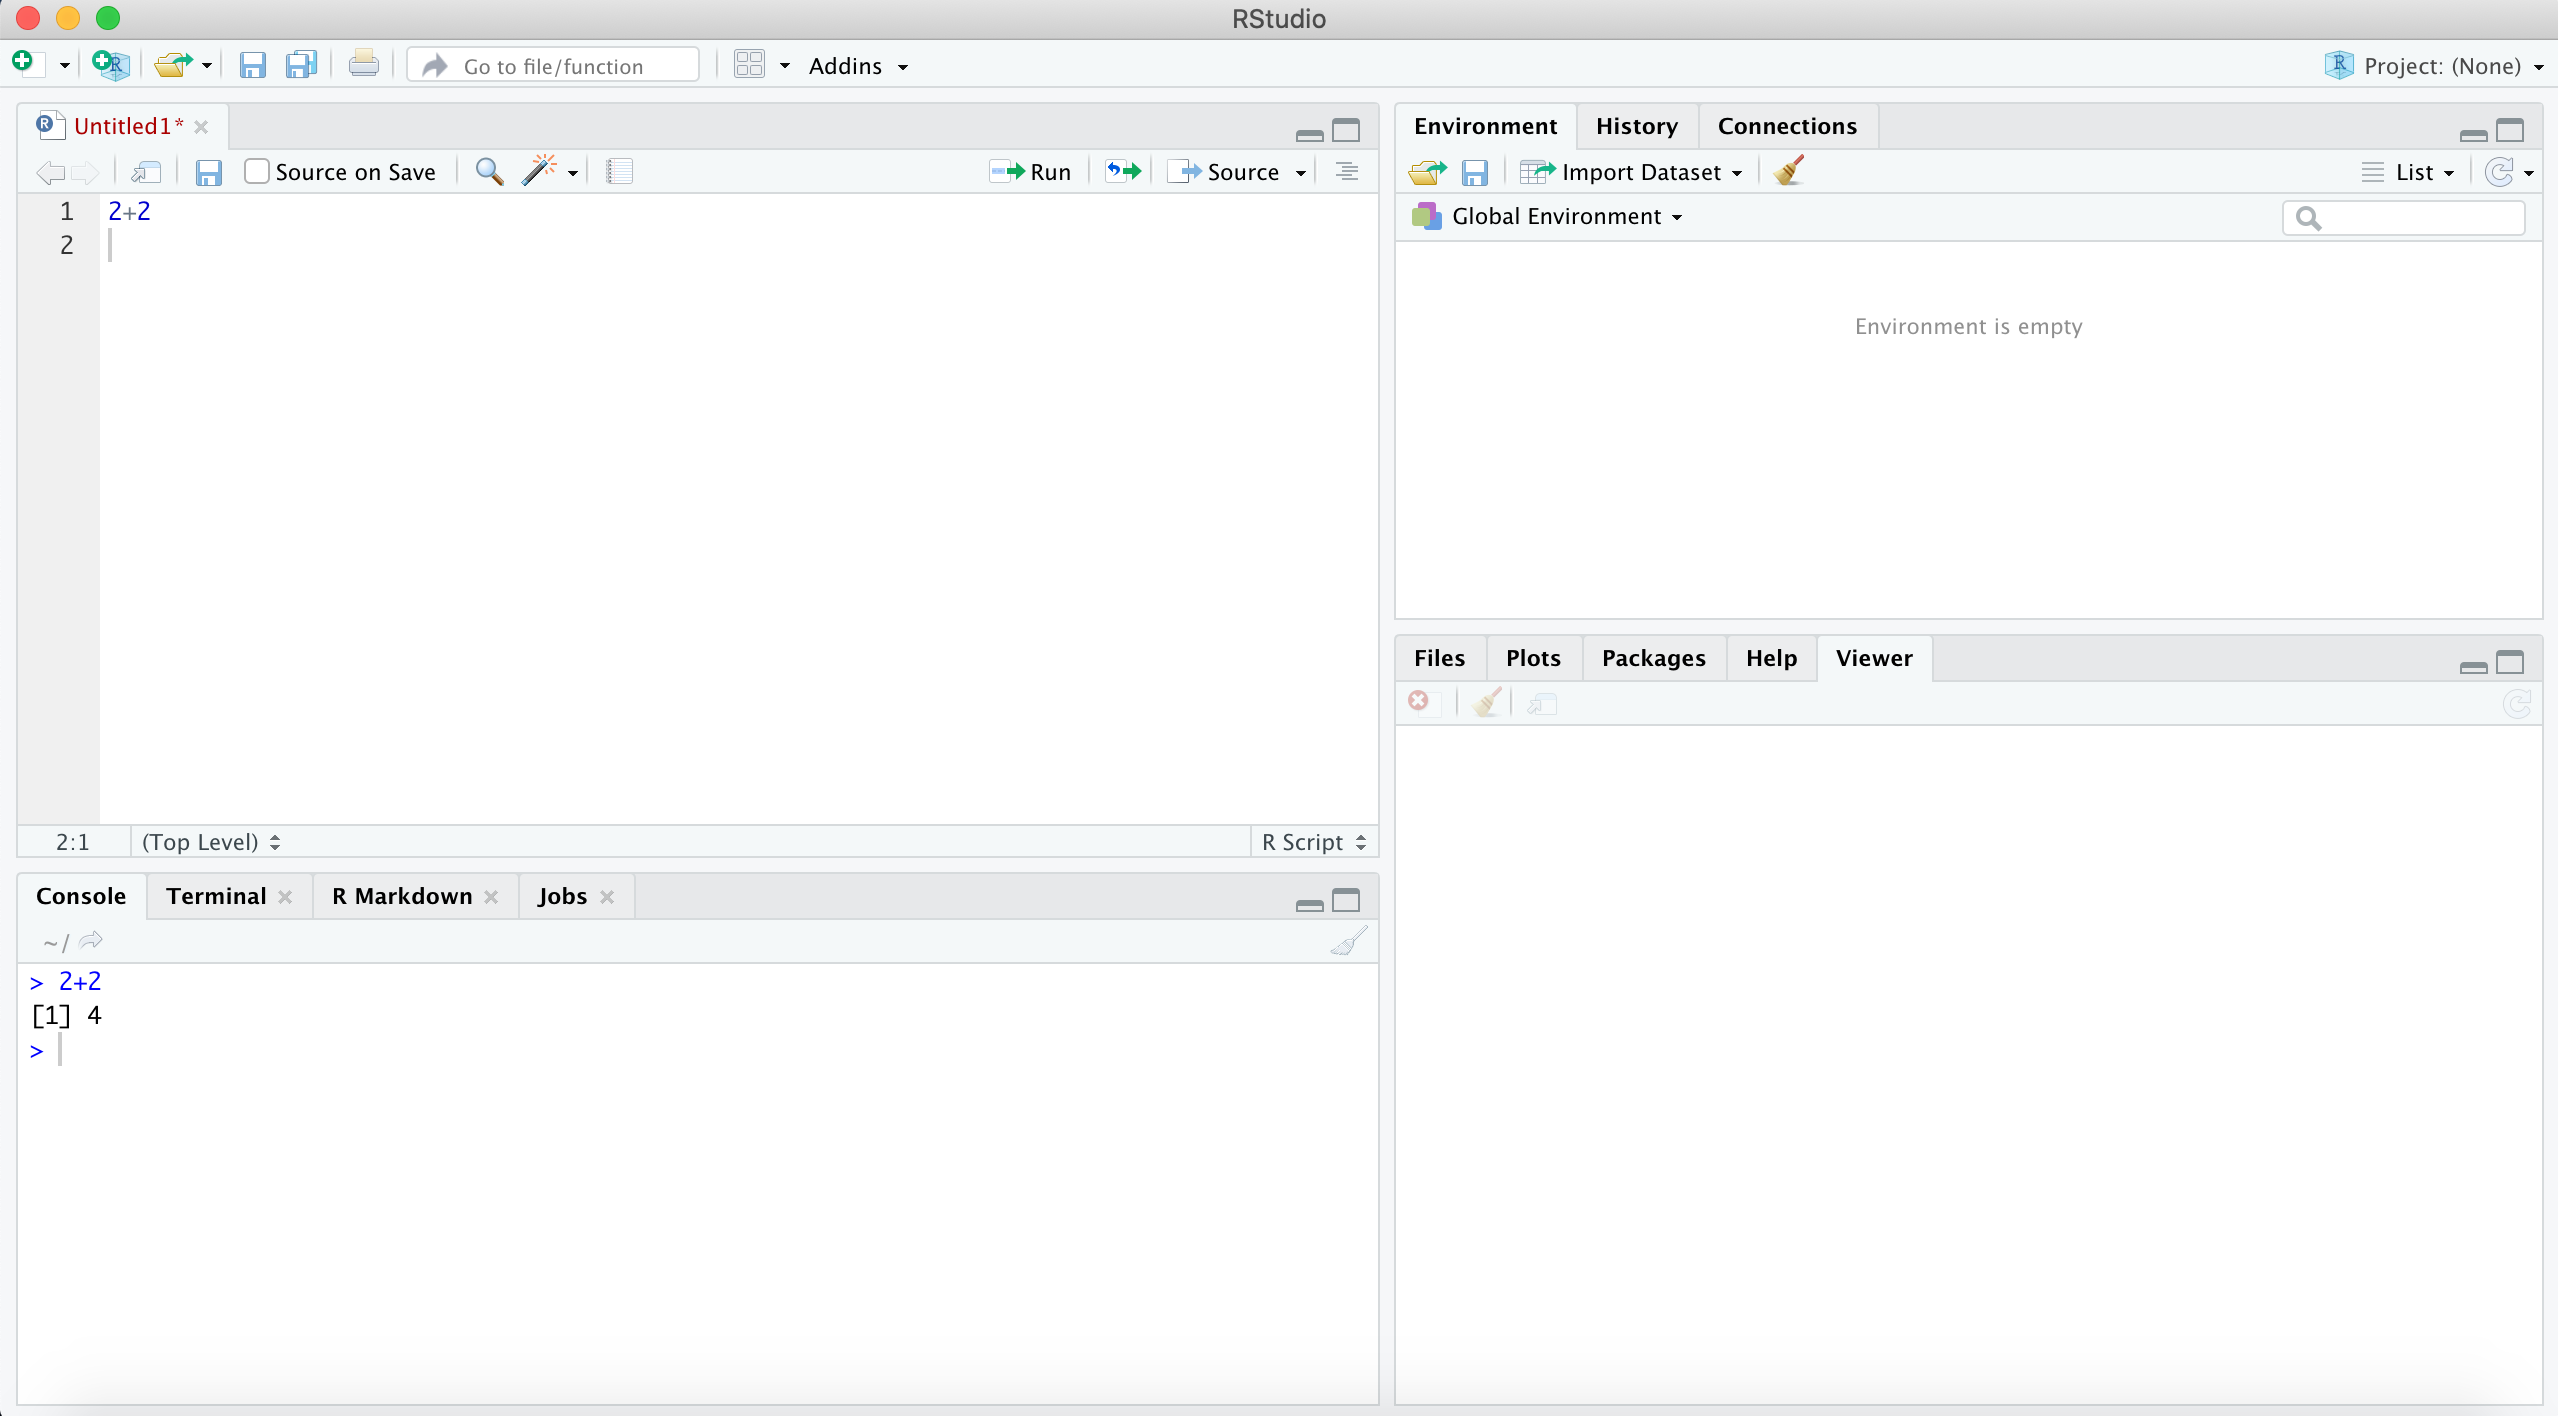 RStudio
Go to file/function
Addins
Project: (None)
Untitled1*
Source on Save
Run
Source
1 2+2
2
2:1 (Top Level)
R Script
Console Terminal R Markdown Jobs
~/
> 2+2
[1] 4
>
Environment History Connections
Import Dataset
List
Global Environment
Environment is empty
Files Plots Packages Help Viewer